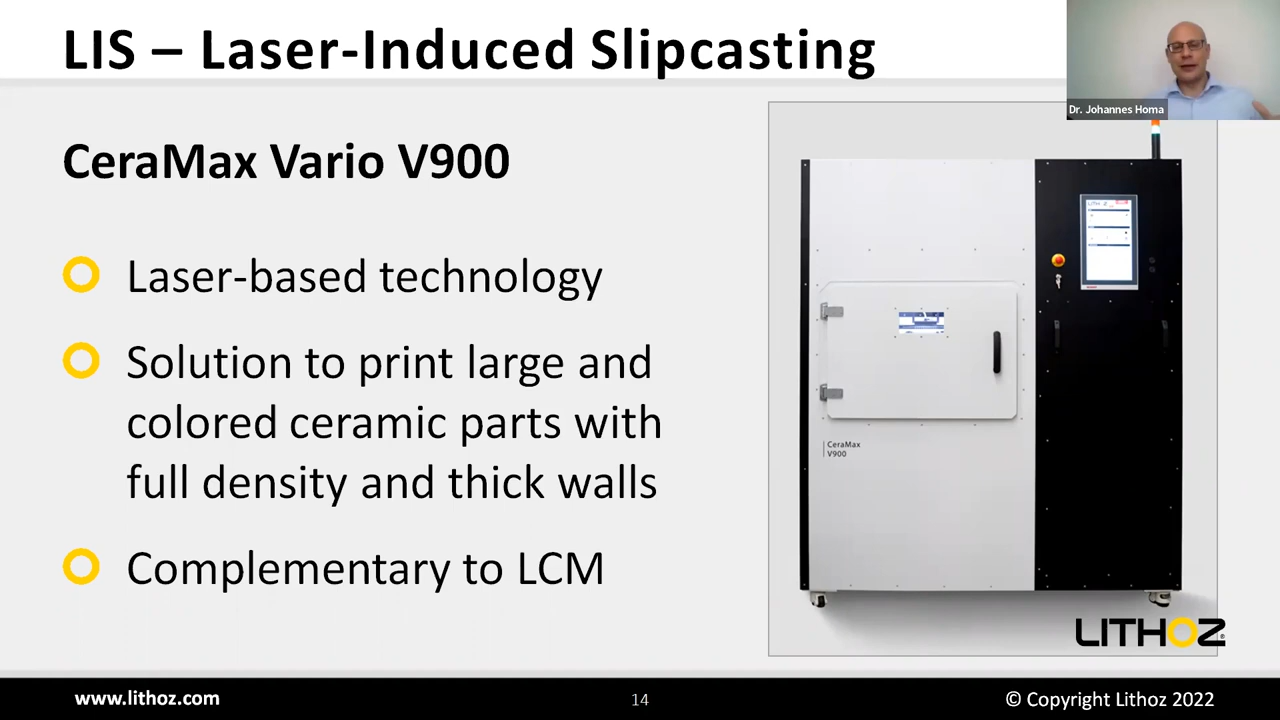 LIS – Laser-Induced Slipcasting
Dr. Johannes Homa
CeraMax Vario V900
Laser-based technology
Solution to print large and
colored ceramic parts with
full density and thick walls
Complementary to LCM
LITHOZ
CeraMax
V900
LITHOZ®
www.lithoz.com
14
© Copyright Lithoz 2022